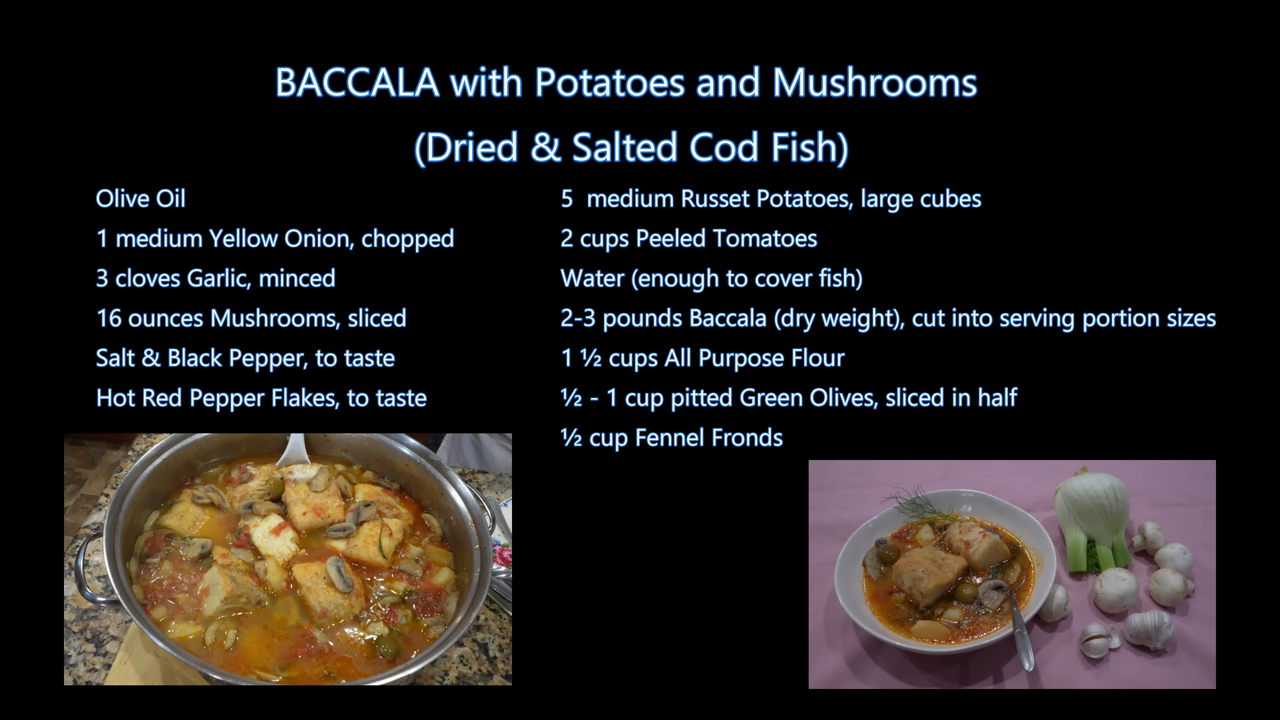 BACCALA with Potatoes and Mushrooms
(Dried & Salted Cod Fish)
Olive Oil
1 medium Yellow Onion, chopped
3 cloves Garlic, minced
16 ounces Mushrooms, sliced
Salt & Black Pepper, to taste
Hot Red Pepper Flakes, to taste
5  medium Russet Potatoes, large cubes
2 cups Peeled Tomatoes
Water (enough to cover fish)
2-3 pounds Baccala (dry weight), cut into serving portion sizes
1 ½ cups All Purpose Flour
½ - 1 cup pitted Green Olives, sliced in half
½ cup Fennel Fronds